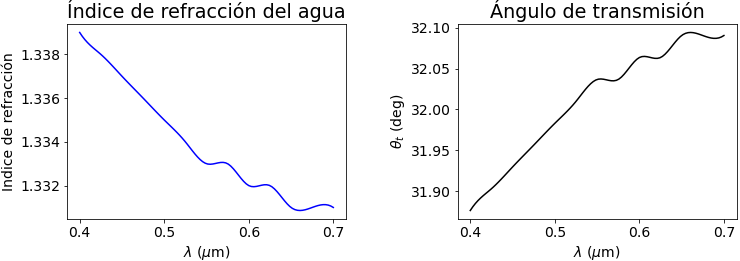 Índice de refracción del agua
Indice de refracción
1.338
1.336
1.334
1.332
0.4 0.5 0.6 0.7
λ (μm)
Ángulo de transmisión
θt (deg)
32.10
32.05
32.00
31.95
31.90
0.4 0.5 0.6 0.7
λ (μm)